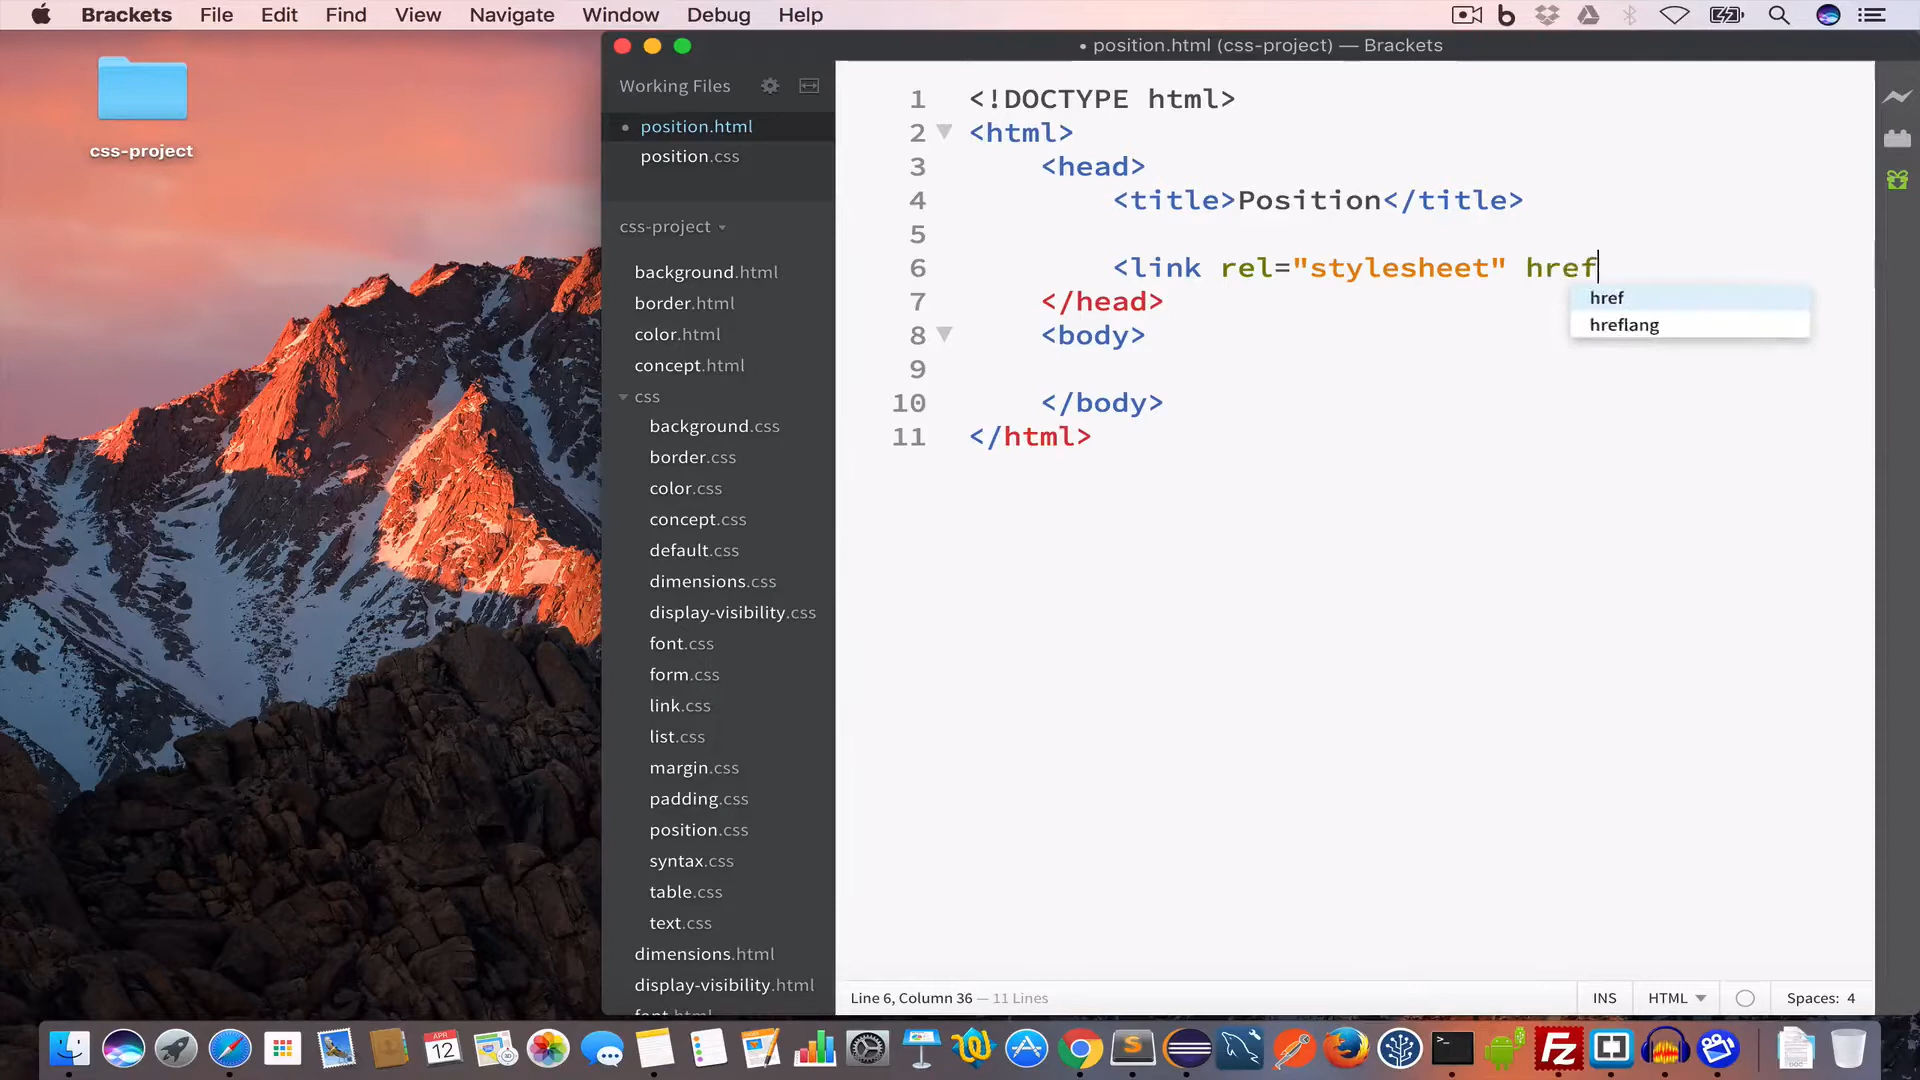 Brackets File Edit Find View Navigate Window Debug Help
css-project
• position.html (css-project) — Brackets
Working Files
• position.html
position.css
css-project
background.html
border.html
color.html
concept.html
css
background.css
border.css
color.css
concept.css
default.css
dimensions.css
display-visibility.css
font.css
form.css
link.css
list.css
margin.css
padding.css
position.css
syntax.css
table.css
text.css
dimensions.html
display-visibility.html
font.html
1 <!DOCTYPE html>
2 <html>
3 <head>
4 <title>Position</title>
5
6 <link rel="stylesheet" href
href
hreflang
7 </head>
8 <body>
9
10 </body>
11 </html>
Line 6, Column 36 — 11 Lines
INS HTML Spaces: 4
APR
12